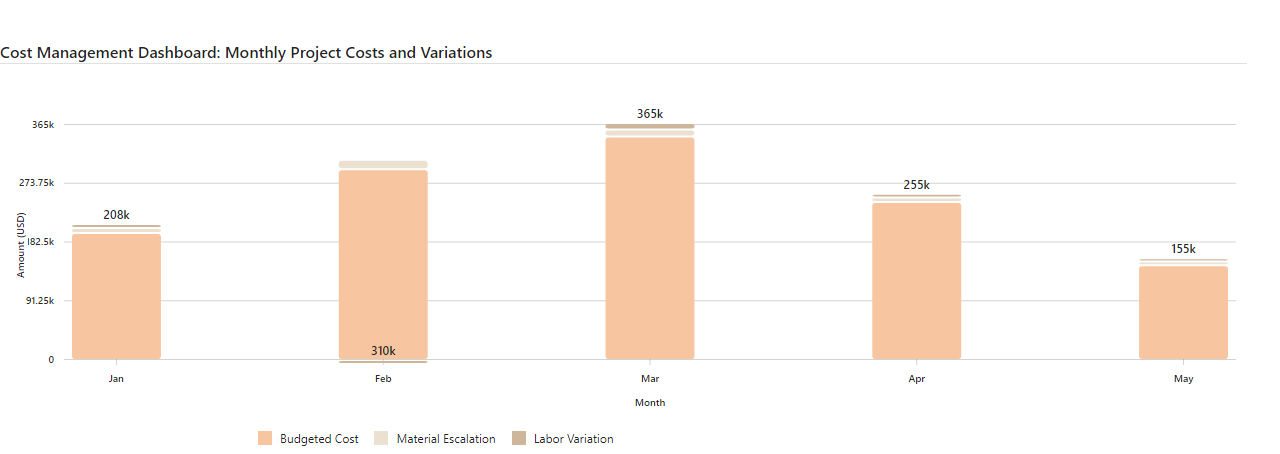 Cost Management Dashboard: Monthly Project Costs and Variations
365k
273.75k
182.5k
91.25k
0
Amount (USD)
208k
310k
365k
255k
155k
Jan
Feb
Mar
Apr
May
Month
Budgeted Cost
Material Escalation
Labor Variation